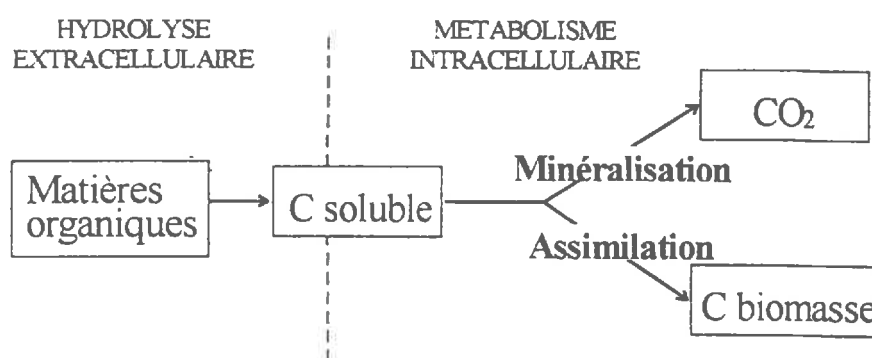 HYDROLYSE
EXTRACELLULAIRE
METABOLISME
INTRACELLULAIRE
CO₂
Minéralisation
Matières
organiques
C soluble
Assimilation
C biomasse